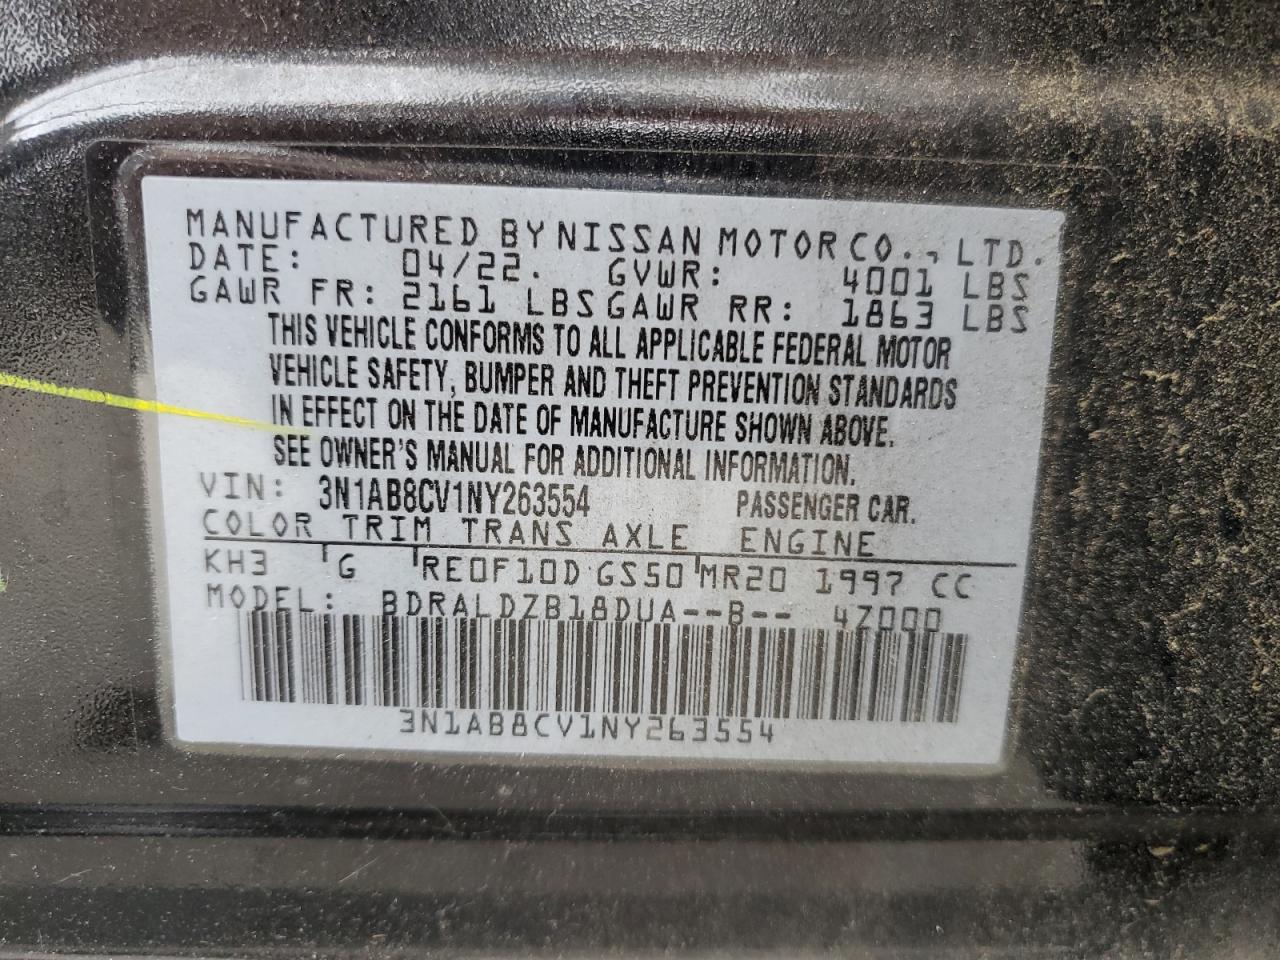 MANUFACTURED BY NISSAN MOTOR CO., LTD.
DATE: 04/22. GVWR: 4001 LBS
GAWR FR: 2161 LBS GAWR RR: 1863 LBS
THIS VEHICLE CONFORMS TO ALL APPLICABLE FEDERAL MOTOR
VEHICLE SAFETY, BUMPER AND THEFT PREVENTION STANDARDS
IN EFFECT ON THE DATE OF MANUFACTURE SHOWN ABOVE.
SEE OWNER'S MANUAL FOR ADDITIONAL INFORMATION.
VIN: 3N1AB8CV1NY263554 PASSENGER CAR.
COLOR TRIM TRANS AXLE ENGINE
KH3 G RE0F10D GS50 MR20 1997 CC
MODEL: BDRALDZB18DUA--B-- 4Z000
3N1AB8CV1NY263554